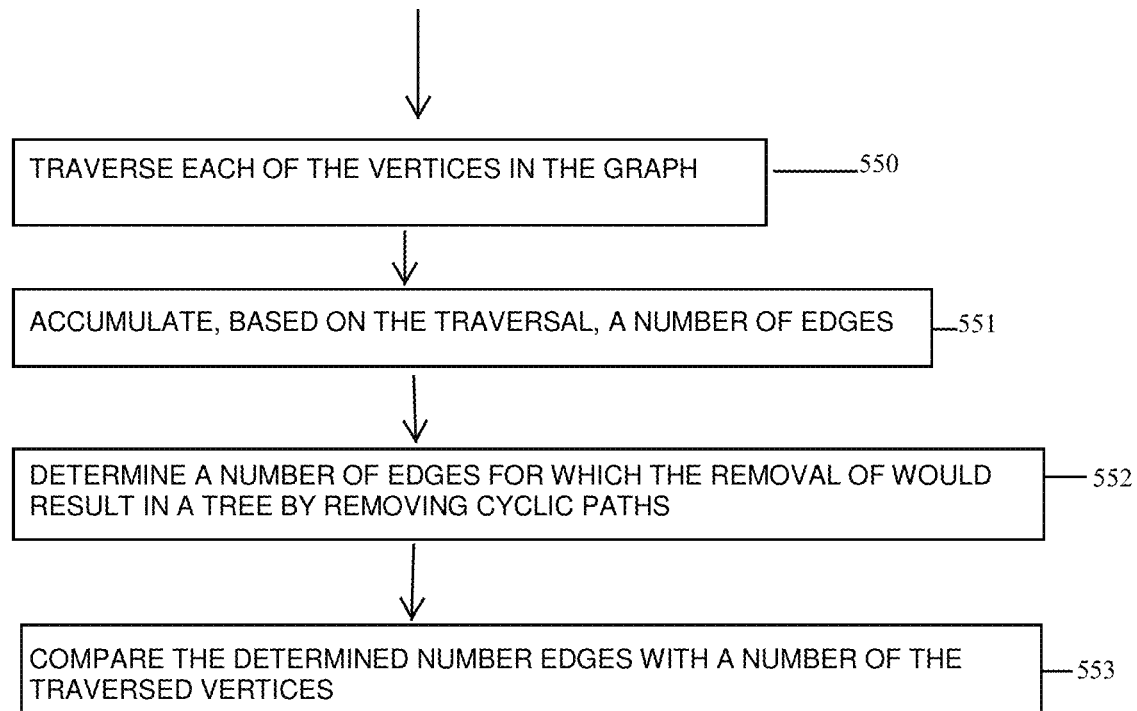 TRAVERSE EACH OF THE VERTICES IN THE GRAPH
550
ACCUMULATE, BASED ON THE TRAVERSAL, A NUMBER OF EDGES
551
DETERMINE A NUMBER OF EDGES FOR WHICH THE REMOVAL OF WOULD
RESULT IN A TREE BY REMOVING CYCLIC PATHS
552
COMPARE THE DETERMINED NUMBER EDGES WITH A NUMBER OF THE
TRAVERSED VERTICES
553